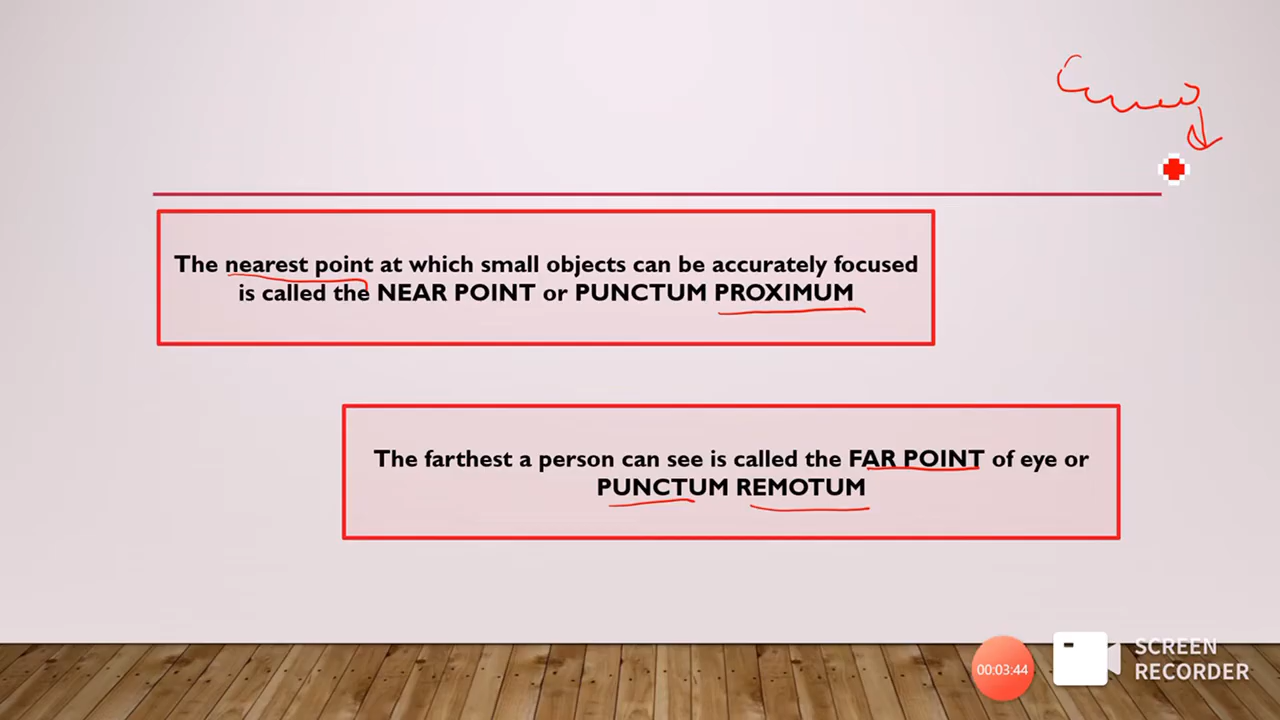 The nearest point at which small objects can be accurately focused
is called the NEAR POINT or PUNCTUM PROXIMUM
The farthest a person can see is called the FAR POINT of eye or
PUNCTUM REMOTUM
00:03:44
SCREEN
RECORDER